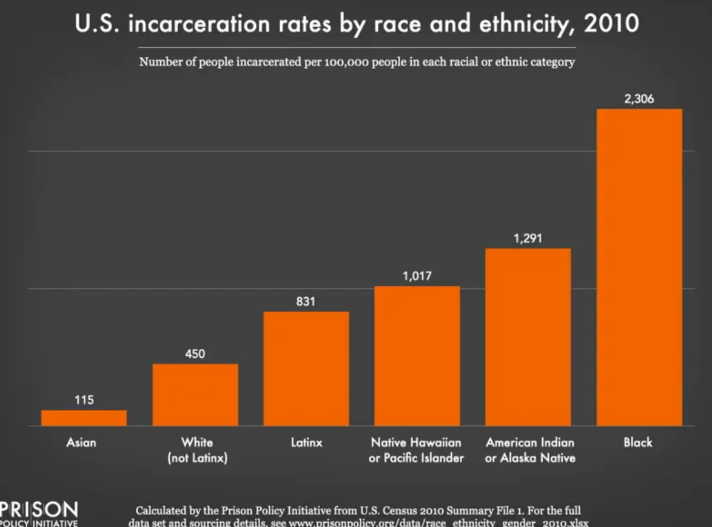 U.S. incarceration rates by race and ethnicity, 2010
Number of people incarcerated per 100,000 people in each racial or ethnic category
2,306
1,291
1,017
831
450
115
Asian
White
(not Latinx)
Latinx
Native Hawaiian
or Pacific Islander
American Indian
or Alaska Native
Black
PRISON
POLICY INITIATIVE
Calculated by the Prison Policy Initiative from U.S. Census 2010 Summary File 1. For the full
data set and sourcing details, see www.prisonpolicy.org/data/race_ethnicity_gender_2010.xlsx